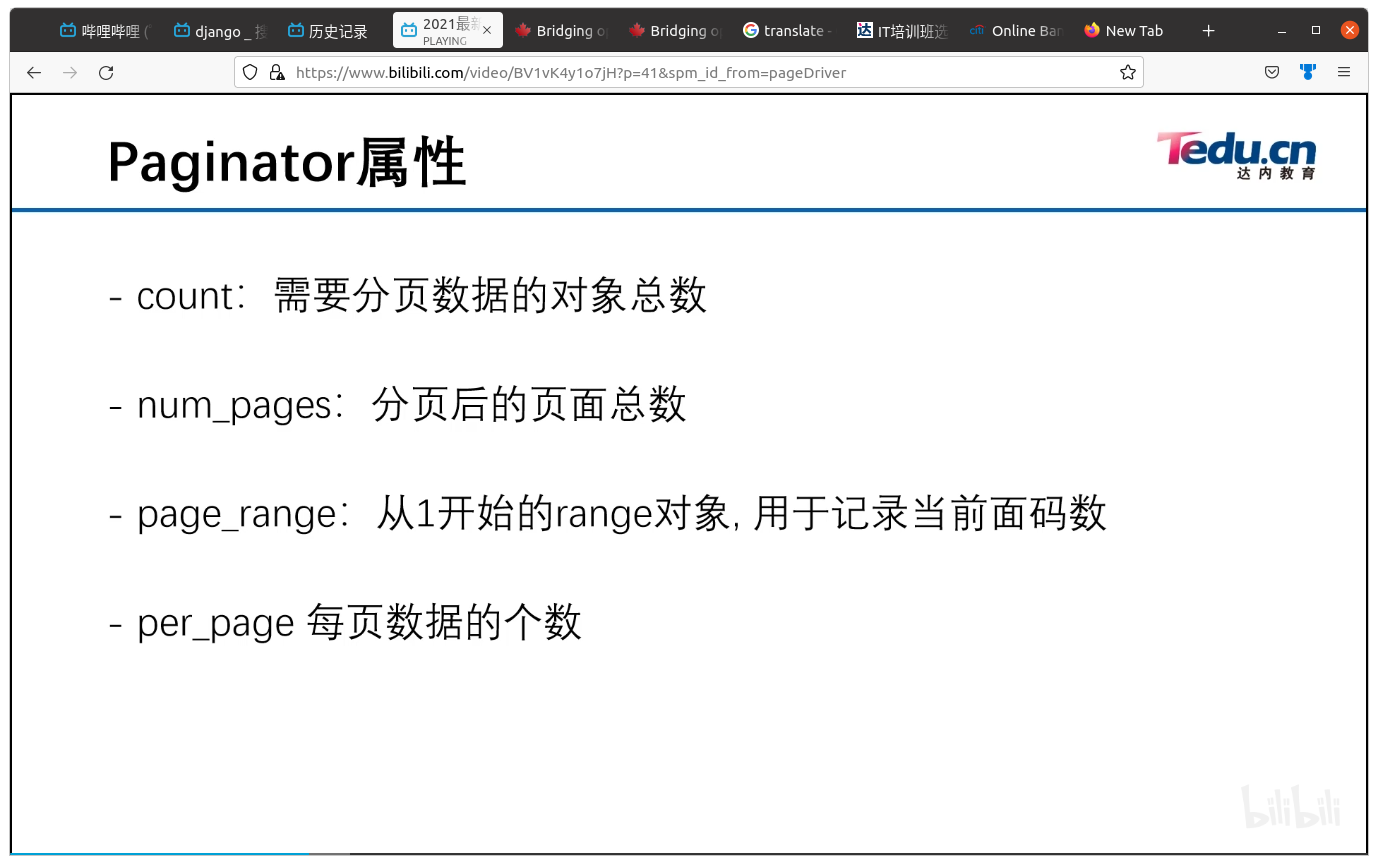 哔哩哔哩 (
django _ 搜
历史记录
2021最新
PLAYING
Bridging o
Bridging o
translate -
IT培训班选
citi
Online Ban
New Tab
https://www.bilibili.com/video/BV1vK4y1o7jH?p=41&spm_id_from=pageDriver
Paginator属性
Tedu.cn
达内教育
- count：需要分页数据的对象总数
- num_pages：分页后的页面总数
- page_range：从1开始的range对象, 用于记录当前面码数
- per_page 每页数据的个数
bilibili